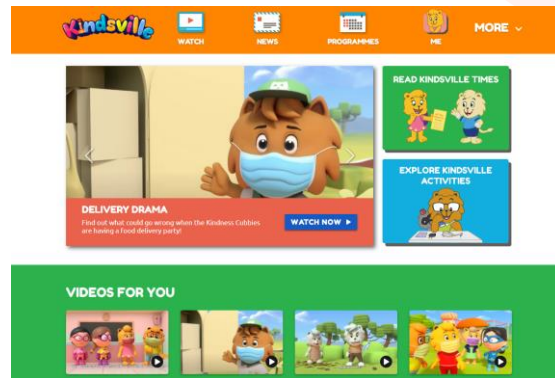 Kindsville
WATCH
NEWS
PROGRAMMES
ME
MORE
READ KINDSVILLE TIMES
DELIVERY DRAMA
Find out what could go wrong when the Kindness Cubbies
are having a food delivery party!
WATCH NOW
EXPLORE KINDSVILLE
ACTIVITIES
VIDEOS FOR YOU